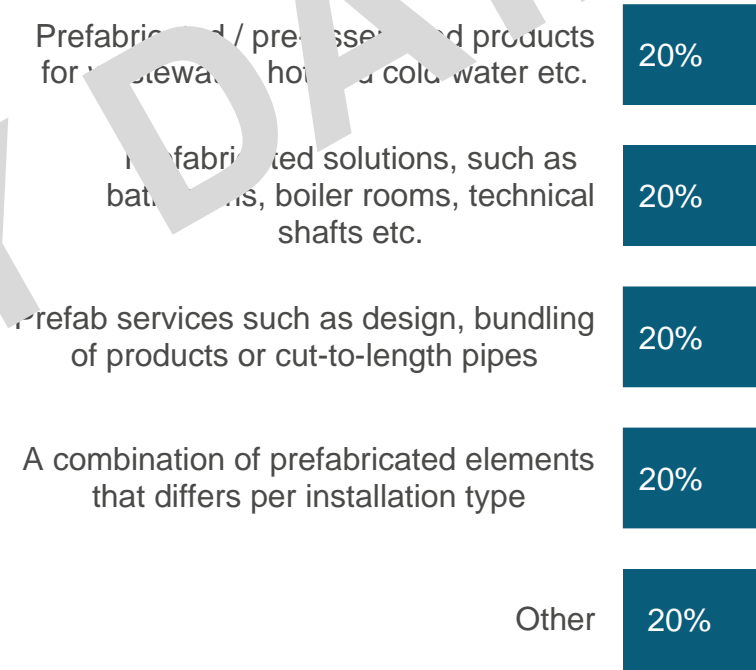 products
20%
for cold water etc.
solutions, such as
20%
boiler rooms, technical
shafts etc.
Prefab services such as design, bundling
20%
of products or cut-to-length pipes
A combination of prefabricated elements
20%
that differs per installation type
Other
20%